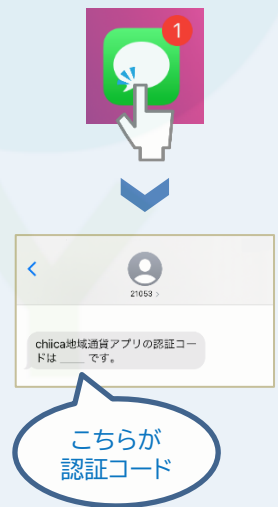 1
21053 >
chiica地域通貨アプリの認証コー
ドは ____ です。
こちらが
認証コード